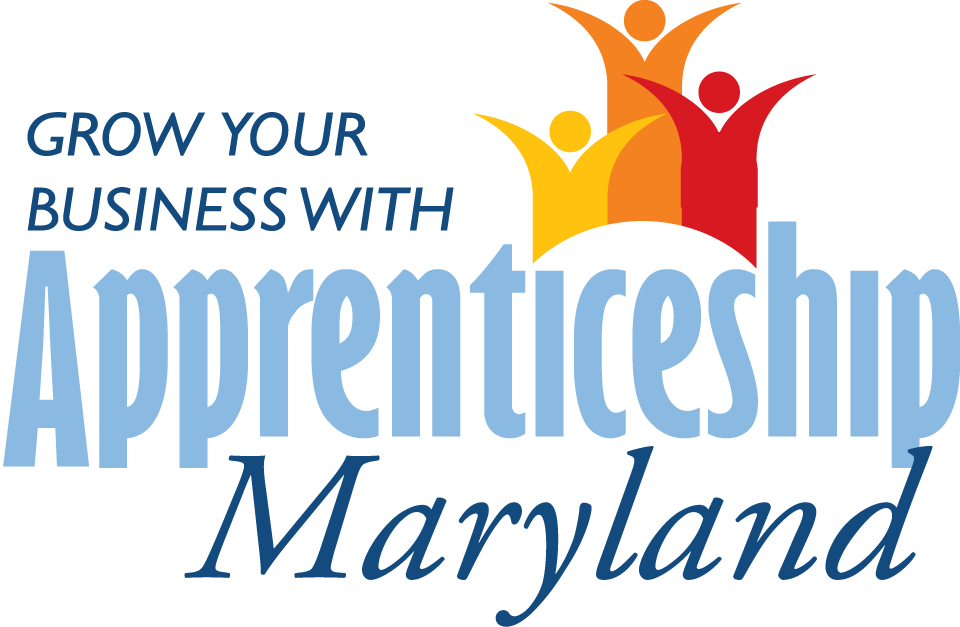 GROW YOUR
BUSINESS WITH
Apprenticeship
Maryland